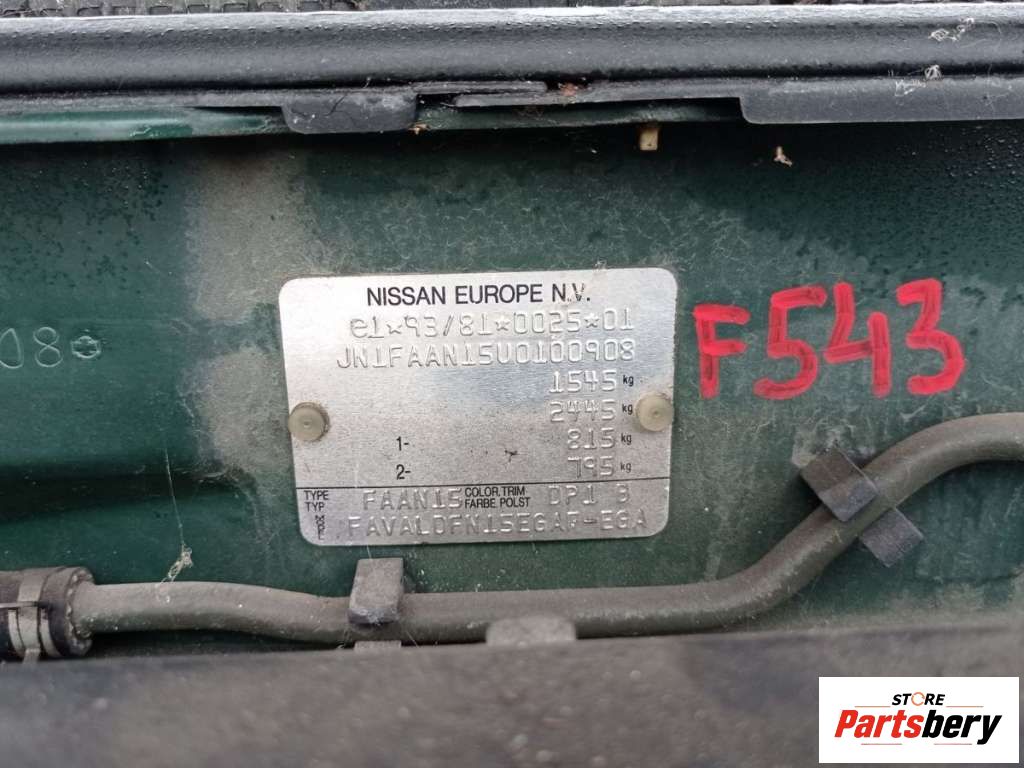 NISSAN EUROPE N.V.
e1*93/81*0025*01
JN1FAAN15U0100908
1545 kg
2445 kg
1- 815 kg
2- 795 kg
TYPE TYP FAAN15 COLOR,TRIM FARBE POLST DP1 B
FAVALDFN15EGAF-EGA
F543
08
STORE
Partsbery